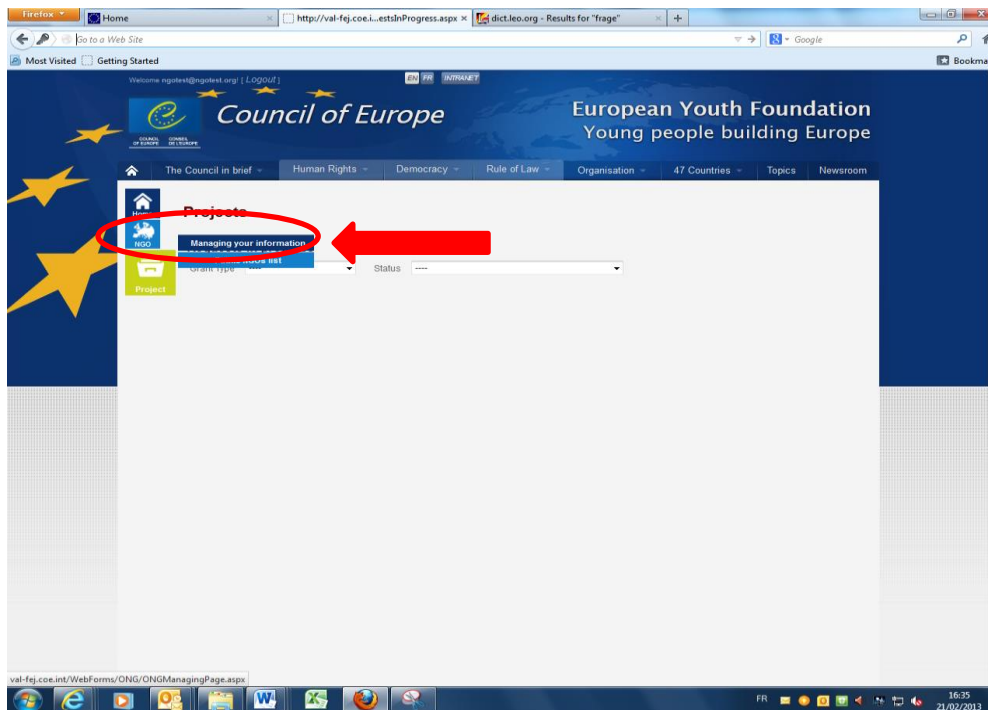 Firefox
Home
http://val-fej.coe.i...estsInProgress.aspx
dict.leo.org - Results for "frage"
Go to a Web Site
Google
Most Visited
Getting Started
Bookma
Welcome ngotest@ngotest.org! [ Logout ]
EN FR INTRANET
COUNCIL OF EUROPE
CONSEIL DE L'EUROPE
Council of Europe
European Youth Foundation
Young people building Europe
The Council in brief
Human Rights
Democracy
Rule of Law
Organisation
47 Countries
Topics
Newsroom
Home
Projects
NGO
Managing your information
list
Grant Type ----
Status ----
Project
val-fej.coe.int/WebForms/ONG/ONGManagingPage.aspx
FR
16:35
21/02/2013